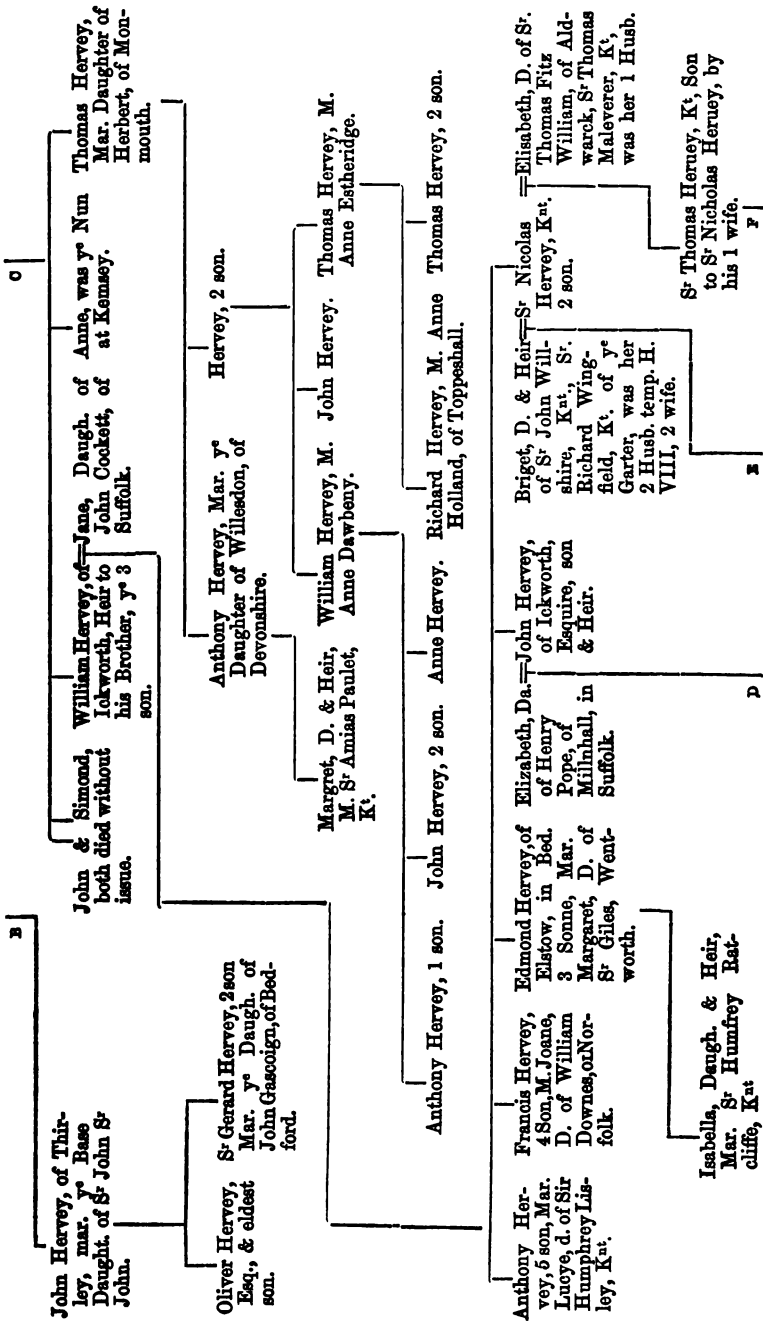 B
C
John Hervey, of Thir-
ley, mar. yᵉ Base
Daught. of Sʳ John Sᵗ
John.
John & Simond,
both died without
issue.
William Hervey, of
Ickworth, Heir to
his Brother, yᵉ 3
son.
=Jane, Daugh. of
John Cockett, of
Suffolk.
Anne, was yᵉ Nun
at Kemsey.
Thomas Hervey,
Mar. Daughter of
Herbert, of Mon-
mouth.
Oliver Hervey,
Esq., & eldest
son.
Sʳ Gerard Hervey, 2 son
Mar. yᵉ Daugh. of
John Gascoign, of Bed-
ford.
Anthony Hervey, Mar. yᵉ
Daughter of Willesdon, of
Devonshire.
Hervey, 2 son.
Margret, D. & Heir,
M. Sʳ Amias Paulet,
Kᵗ.
William Hervey, M.
Anne Dawbeny.
John Hervey.
Thomas Hervey, M.
Anne Estheridge.
Anthony Hervey, 1 son.
John Hervey, 2 son.
Anne Hervey.
Richard Hervey, M. Anne
Holland, of Toppeshall.
Thomas Hervey, 2 son.
Anthony Her-
vey, 5 son, Mar.
Lucye, d. of Sir
Humphrey Lis-
ley, Kⁿᵗ.
Francis Hervey,
4 Son, M. Joane,
D. of William
Downes, of Nor-
folk.
Edmond Hervey, of
Elstow, in Bed.
3 Sonne, Mar.
Margaret, D. of
Sʳ Giles, Went-
worth.
Elizabeth, Da.
of Henry
Pope, of
Millnhall, in
Suffolk.
=John Hervey,
of Ickworth,
Esquire, son
& Heir.
Briget, D. & Heir
of Sʳ John Will-
shire, Kⁿᵗ., Sʳ.
Richard Wing-
field, Kᵗ. of yᵉ
Garter, was her
2 Husb. temp. H.
VIII, 2 wife.
=Sʳ Nicolas
Hervey, Kⁿᵗ.
2 son.
=Elisabeth, D. of Sʳ.
Thomas Fitz
William, of Ald-
warck, Sʳ Thomas
Maleverer, Kᵗ,
was her 1 Husb.
Isabella, Daugh. & Heir,
Mar. Sʳ Humfrey Rat-
cliffe, Kⁿᵗ
Sʳ Thomas Heruey, Kᵗ, Son
to Sʳ Nicholas Heruey, by
his 1 wife.
D
E
F